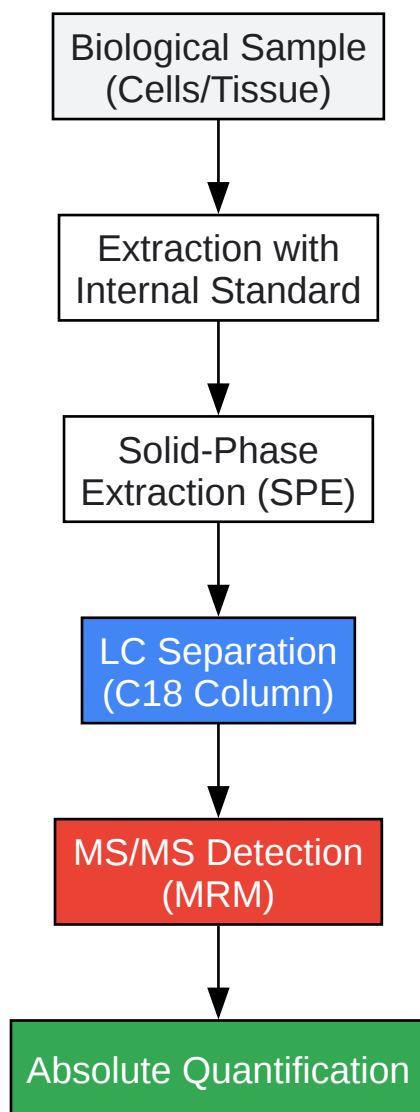 Biological Sample
(Cells/Tissue)
Extraction with
Internal Standard
Solid-Phase
Extraction (SPE)
LC Separation
(C18 Column)
MS/MS Detection
(MRM)
Absolute Quantification